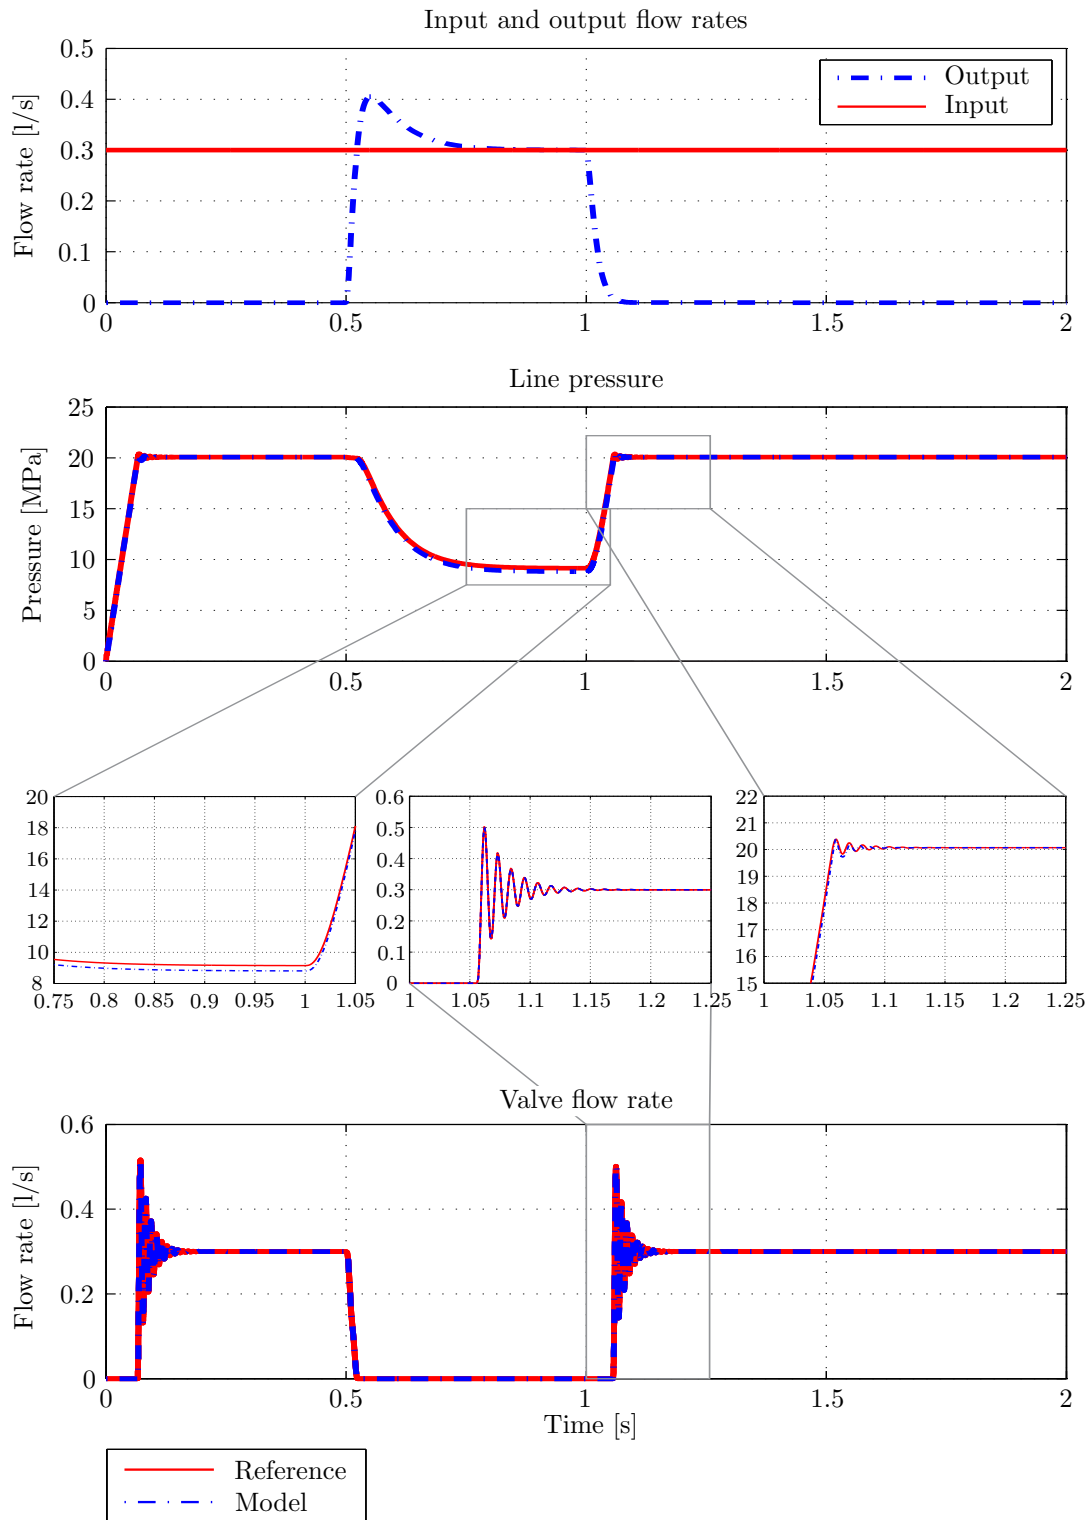 Input and output flow rates
Flow rate [l/s]
0.5
0.4
0.3
0.2
0.1
0
Output
Input
0 0.5 1 1.5 2
Line pressure
Pressure [MPa]
25
20
15
10
5
0
0 0.5 1 1.5 2
20
18
16
14
12
10
8
0.75 0.8 0.85 0.9 0.95 1 1.05
0.6
0.5
0.4
0.3
0.2
0.1
0
1 1.05 1.1 1.15 1.2 1.25
22
21
20
19
18
17
16
15
1 1.05 1.1 1.15 1.2 1.25
Valve flow rate
Flow rate [l/s]
0.6
0.4
0.2
0
0 0.5 1 1.5 2
Time [s]
Reference
Model